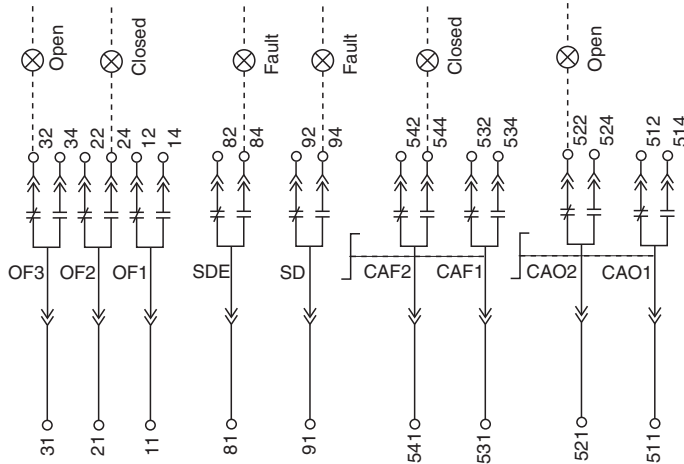 Open
Closed
Fault
Fault
Closed
Open
32
34
22
24
12
14
82
84
92
94
542
544
532
534
522
524
512
514
OF3
OF2
OF1
SDE
SD
CAF2
CAF1
CAO2
CAO1
31
21
11
81
91
541
531
521
511